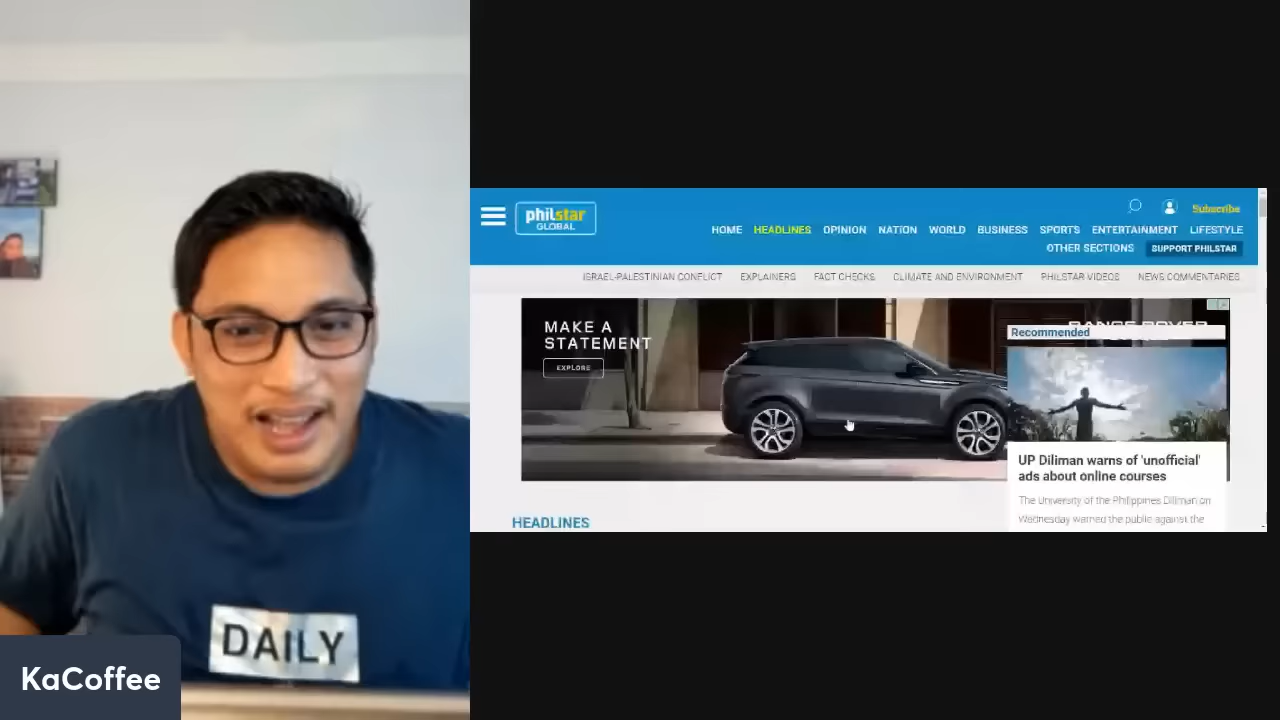 DAILY
KaCoffee
philstar
GLOBAL
Subscribe
HOME HEADLINES OPINION NATION WORLD BUSINESS SPORTS ENTERTAINMENT LIFESTYLE
OTHER SECTIONS SUPPORT PHILSTAR
ISRAEL-PALESTINIAN CONFLICT EXPLAINERS FACT CHECKS CLIMATE AND ENVIRONMENT PHILSTAR VIDEOS NEWS COMMENTARIES
MAKE A
STATEMENT
EXPLORE
Recommended
UP Diliman warns of 'unofficial'
ads about online courses
The University of the Philippines Diliman on
Wednesday warned the public against the
HEADLINES